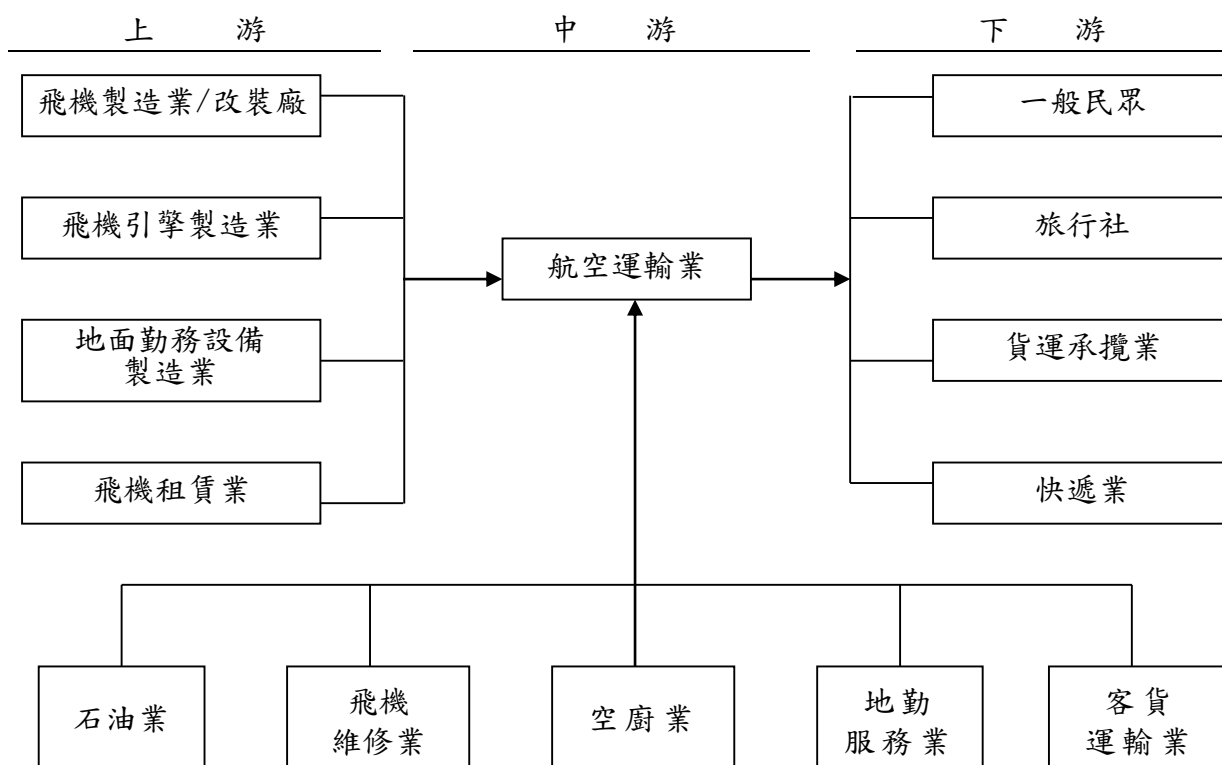 上 游
中 游
下 游
飛機製造業/改裝廠
一般民眾
飛機引擎製造業
旅行社
航空運輸業
地面勤務設備
製造業
貨運承攬業
飛機租賃業
快遞業
石油業
飛機
維修業
空廚業
地勤
服務業
客貨
運輸業